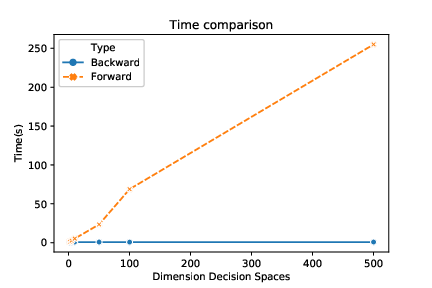 Time comparison
Type
Backward
Forward
Time(s)
250
200
150
100
50
0
0 100 200 300 400 500
Dimension Decision Spaces